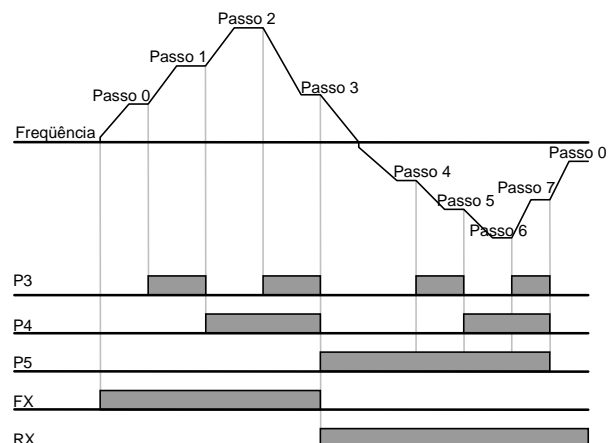 Passo 2
Passo 1
Passo 0
Passo 3
Freqüência
Passo 0
Passo 4
Passo 7
Passo 5
Passo 6
P3
P4
P5
FX
RX